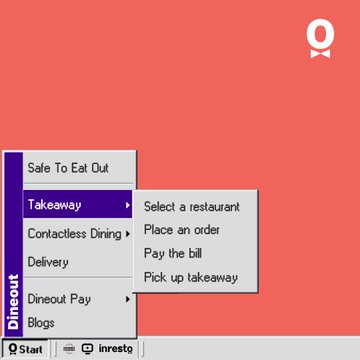 Safe To Eat Out
Takeaway
Contactless Dining
Delivery
Dineout Pay
Blogs
Select a restaurant
Place an order
Pay the bill
Pick up takeaway
Dineout
Start
inresto